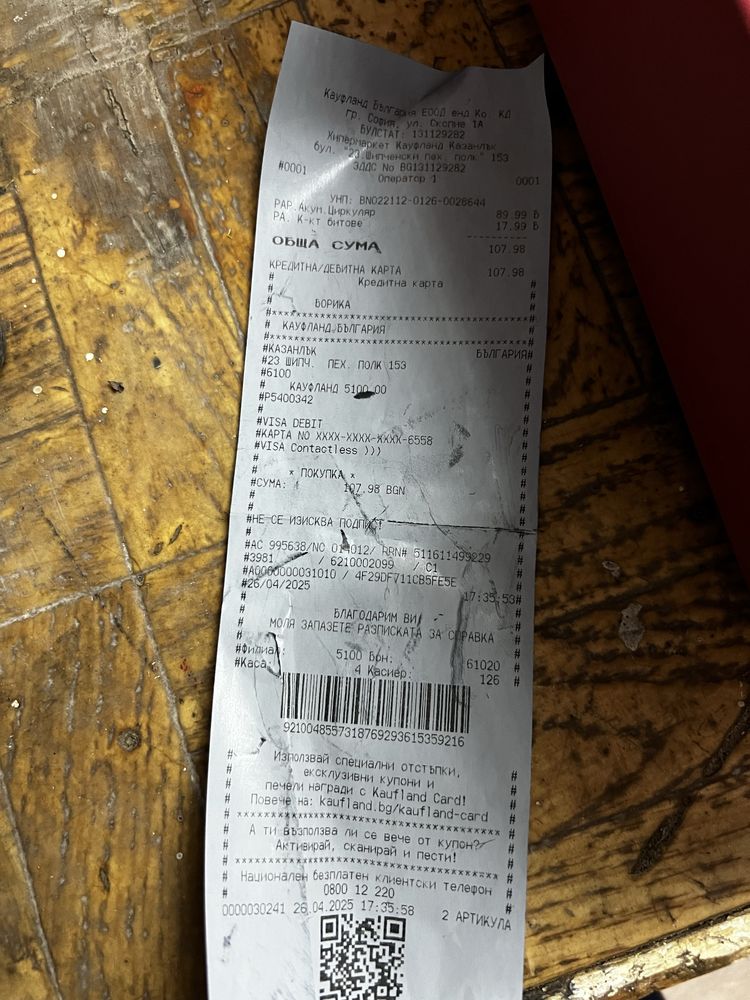 Кауфланд България ЕООД енд Ко. КД
гр. София, ул. Скопие 1А
БУЛСТАТ: 131129282
Хипермаркет Кауфланд Казанлък
бул. "23 Шипченски пех. полк" 153
ЗДДС No BG131129282
#0001 Оператор 1 0001
УНП: BN022112-0126-0028644
PAP.Акум.Циркуляр 89.99 Б
PA. К-кт битове 17.99 Б
ОБЩА СУМА 107.98
КРЕДИТНА/ДЕБИТНА КАРТА 107.98
# Кредитна карта #
# #
# БОРИКА #
#**************************************#
# КАУФЛАНД БЪЛГАРИЯ #
#**************************************#
#КАЗАНЛЪК БЪЛГАРИЯ#
#23 ШИПЧ. ПЕХ. ПОЛК 153 #
#6100 #
# КАУФЛАНД 5100.00 #
#P5400342 #
# #
#VISA DEBIT #
#КАРТА NO XXXX-XXXX-XXXX-6558 #
#VISA Contactless ))) #
# #
# * ПОКУПКА * #
#СУМА: 107.98 BGN #
# #
#НЕ СЕ ИЗИСКВА ПОДПИСТ #
# #
#AC 995638/NC 014012/ RRN# 511611499229
#3981 / 6210002099 / C1 #
#A0000000031010 / 4F29DF711CB5FE5E #
#26/04/2025 17:35:53#
# #
# БЛАГОДАРИМ ВИ #
# МОЛЯ ЗАПАЗЕТЕ РАЗПИСКАТА ЗА СПРАВКА
#Филиал: 5100 Бон: 61020 #
#Каса: 4 Касиер: 126 #
9210048557318769293615359216
# Използвай специални отстъпки, #
# ексклузивни купони и #
# печели награди с Kaufland Card! #
# Повече на: kaufland.bg/kaufland-card #
#**************************************#
# А ти възползва ли се вече от купон? #
# Активирай, сканирай и пести! #
#**************************************#
# Национален безплатен клиентски телефон #
# 0800 12 220 #
0000030241 26.04.2025 17:35:58 2 АРТИКУЛА